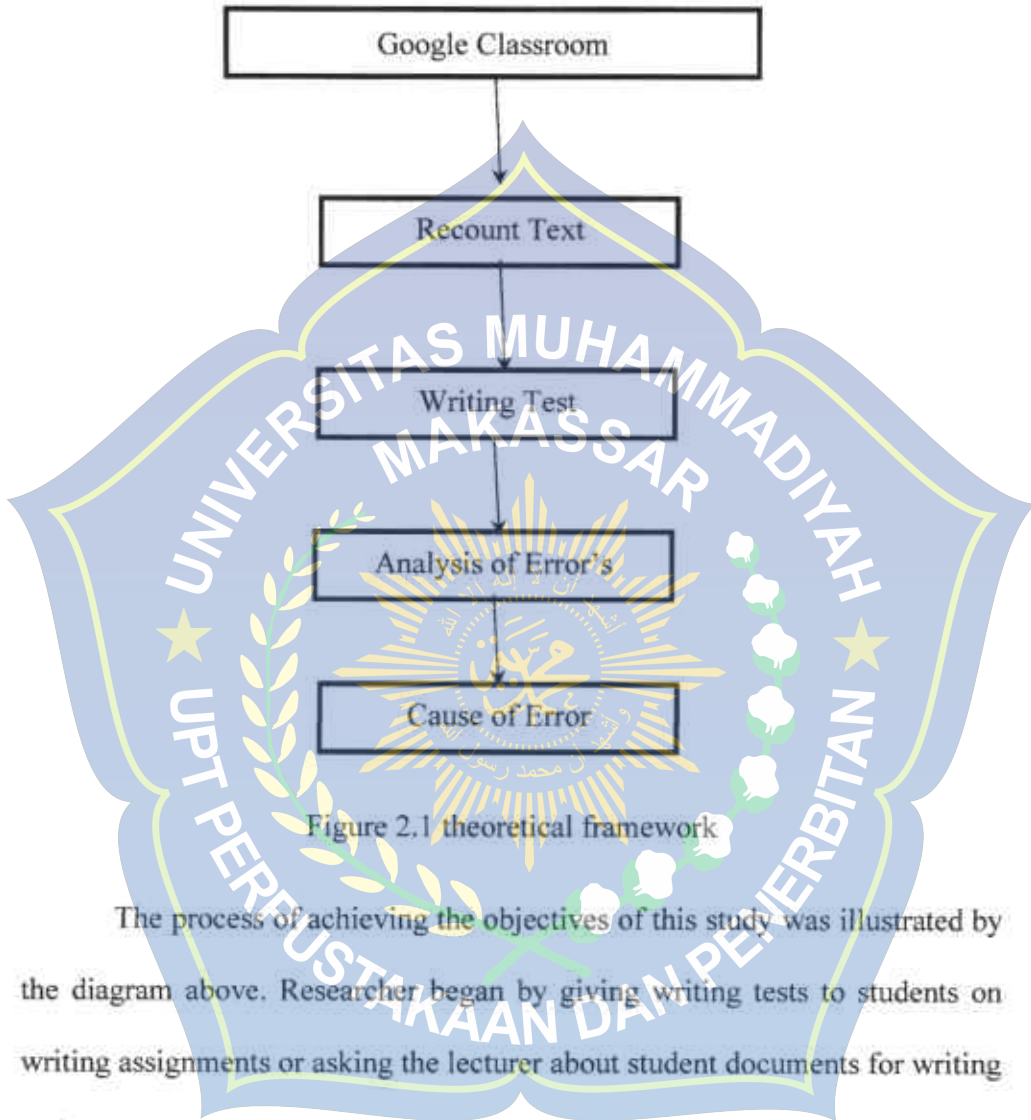 Google Classroom
Recount Text
UNIVERSITAS MUHAMMADIYAH
MAKASSAR
Writing Test
Analysis of Error's
Cause of Error
Figure 2.1 theoretical framework
UPT PERPUSTAKAAN DAN PENERBITAN
The process of achieving the objectives of this study was illustrated by
the diagram above. Researcher began by giving writing tests to students on
writing assignments or asking the lecturer about student documents for writing